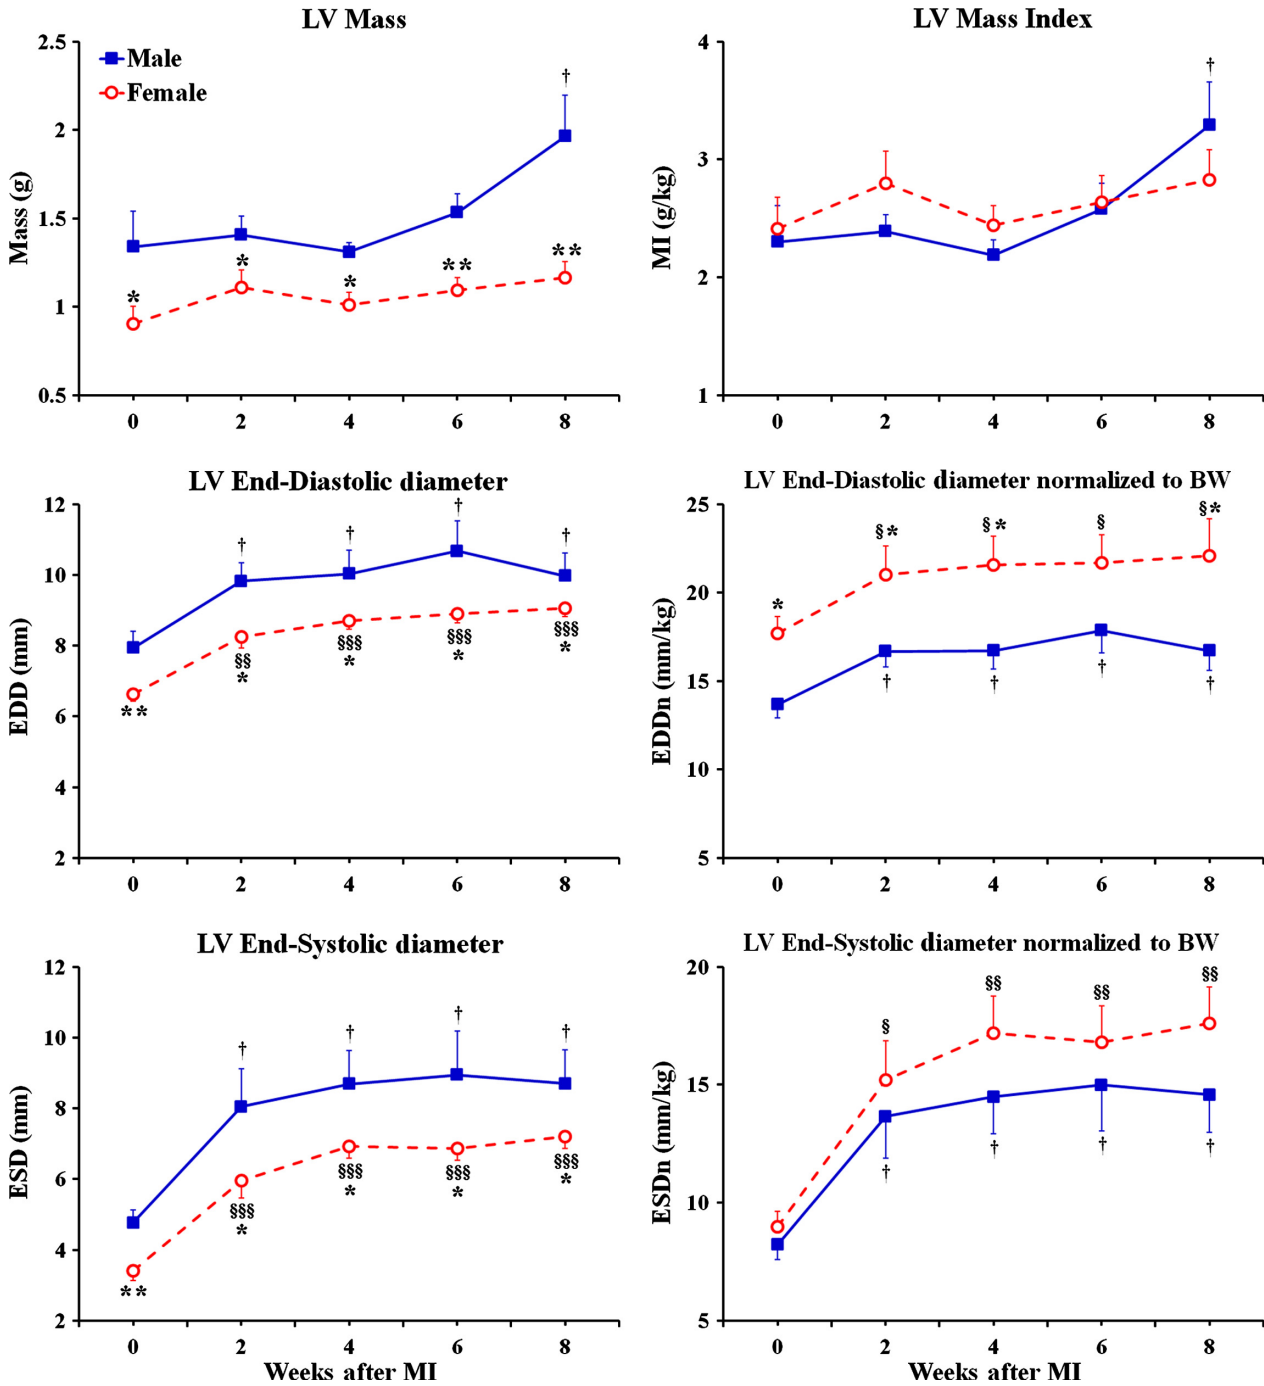 LV Mass
2.5
2
1.5
1
0.5
Mass (g)
Male
Female
†
*
*
*
**
**
0 2 4 6 8
LV Mass Index
4
3
2
1
MI (g/kg)
†
0 2 4 6 8
LV End-Diastolic diameter
12
10
8
6
4
2
EDD (mm)
† † † †
§§ §§§ §§§ §§§
** * * * *
0 2 4 6 8
LV End-Diastolic diameter normalized to BW
25
20
15
10
5
EDDn (mm/kg)
* §* §* § §*
† † † †
0 2 4 6 8
LV End-Systolic diameter
12
10
8
6
4
2
ESD (mm)
† † † †
§§§ §§§ §§§ §§§
** * * * *
0 2 4 6 8
Weeks after MI
LV End-Systolic diameter normalized to BW
20
15
10
5
ESDn (mm/kg)
§ §§ §§ §§
† † † †
0 2 4 6 8
Weeks after MI